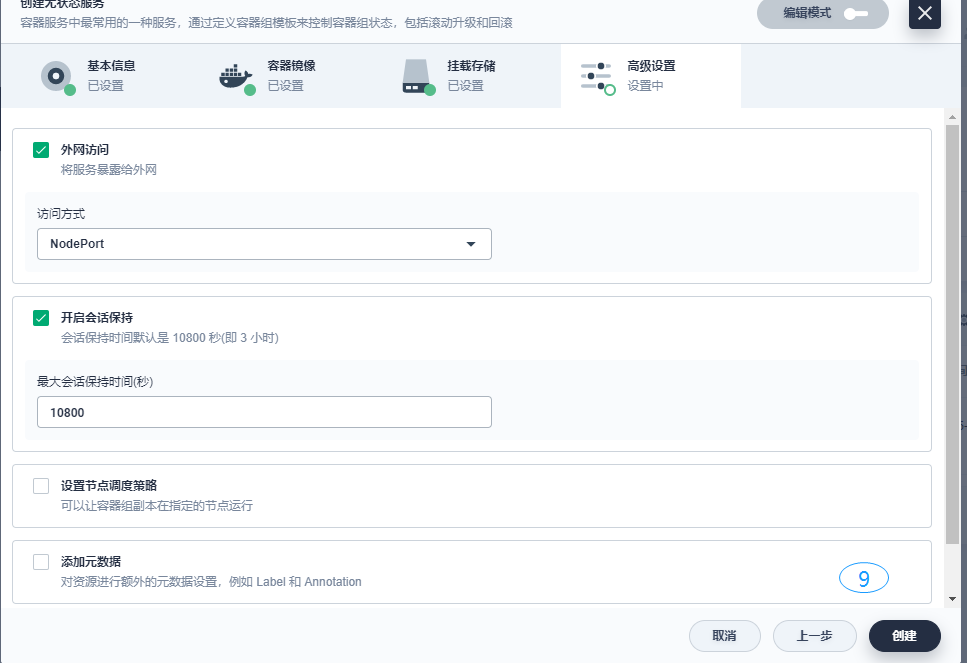 创建无状态服务
容器服务中最常用的一种服务，通过定义容器组模板来控制容器组状态，包括滚动升级和回滚
编辑模式
基本信息
已设置
容器镜像
已设置
挂载存储
已设置
高级设置
设置中
外网访问
将服务暴露给外网
访问方式
NodePort
开启会话保持
会话保持时间默认是 10800 秒(即 3 小时)
最大会话保持时间(秒)
10800
设置节点调度策略
可以让容器组副本在指定的节点运行
添加元数据
对资源进行额外的元数据设置，例如 Label 和 Annotation
9
取消
上一步
创建